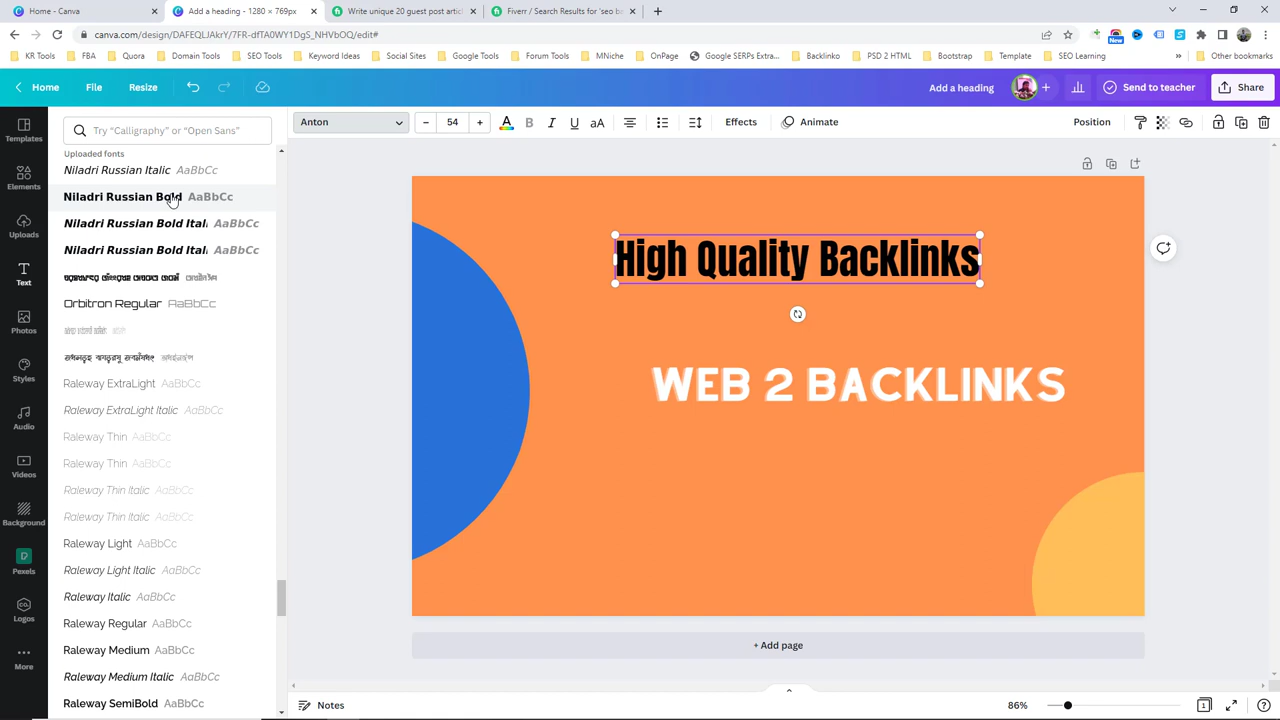 Home - Canva
Add a heading - 1280 × 769px
Write unique 20 guest post articl
Fiverr / Search Results for 'seo b
canva.com/design/DAFEQLJAkrY/7FR-dfTA0WY1DgS_NHVbOQ/edit#
KR Tools
FBA
Quora
Domain Tools
SEO Tools
Keyword Ideas
Social Sites
Google Tools
Forum Tools
MNiche
OnPage
Google SERPs Extra...
Backlinko
PSD 2 HTML
Bootstrap
Template
SEO Learning
Other bookmarks
New
Home
File
Resize
Add a heading
Send to teacher
Share
Templates
Elements
Uploads
Text
Photos
Styles
Audio
Videos
Background
Pexels
Logos
More
Try “Calligraphy” or “Open Sans”
Uploaded fonts
Niladri Russian Italic AaBbCc
Niladri Russian Bold AaBbCc
Niladri Russian Bold Itali AaBbCc
Niladri Russian Bold Itali AaBbCc
Orbitron Regular AaBbCc
Raleway ExtraLight AaBbCc
Raleway ExtraLight Italic AaBbCc
Raleway Thin AaBbCc
Raleway Thin AaBbCc
Raleway Thin Italic AaBbCc
Raleway Thin Italic AaBbCc
Raleway Light AaBbCc
Raleway Light Italic AaBbCc
Raleway Italic AaBbCc
Raleway Regular AaBbCc
Raleway Medium AaBbCc
Raleway Medium Italic AaBbCc
Raleway SemiBold AaBbCc
Anton
54
A
B
I
U
aA
Effects
Animate
Position
High Quality Backlinks
WEB 2 BACKLINKS
+ Add page
Notes
86%
1